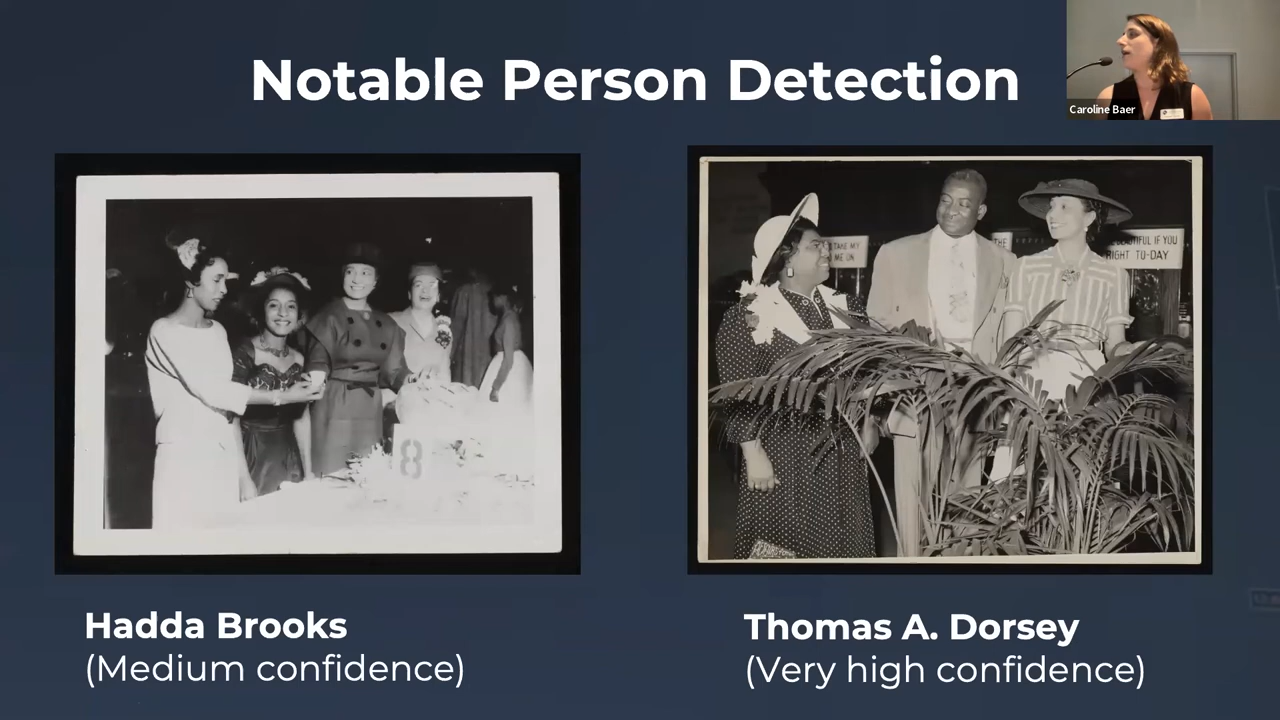 Notable Person Detection
Caroline Baer
TAKE MY
ME UN
THE
BEAUTIFUL IF YOU
RIGHT TO-DAY
8
Hadda Brooks
(Medium confidence)
Thomas A. Dorsey
(Very high confidence)